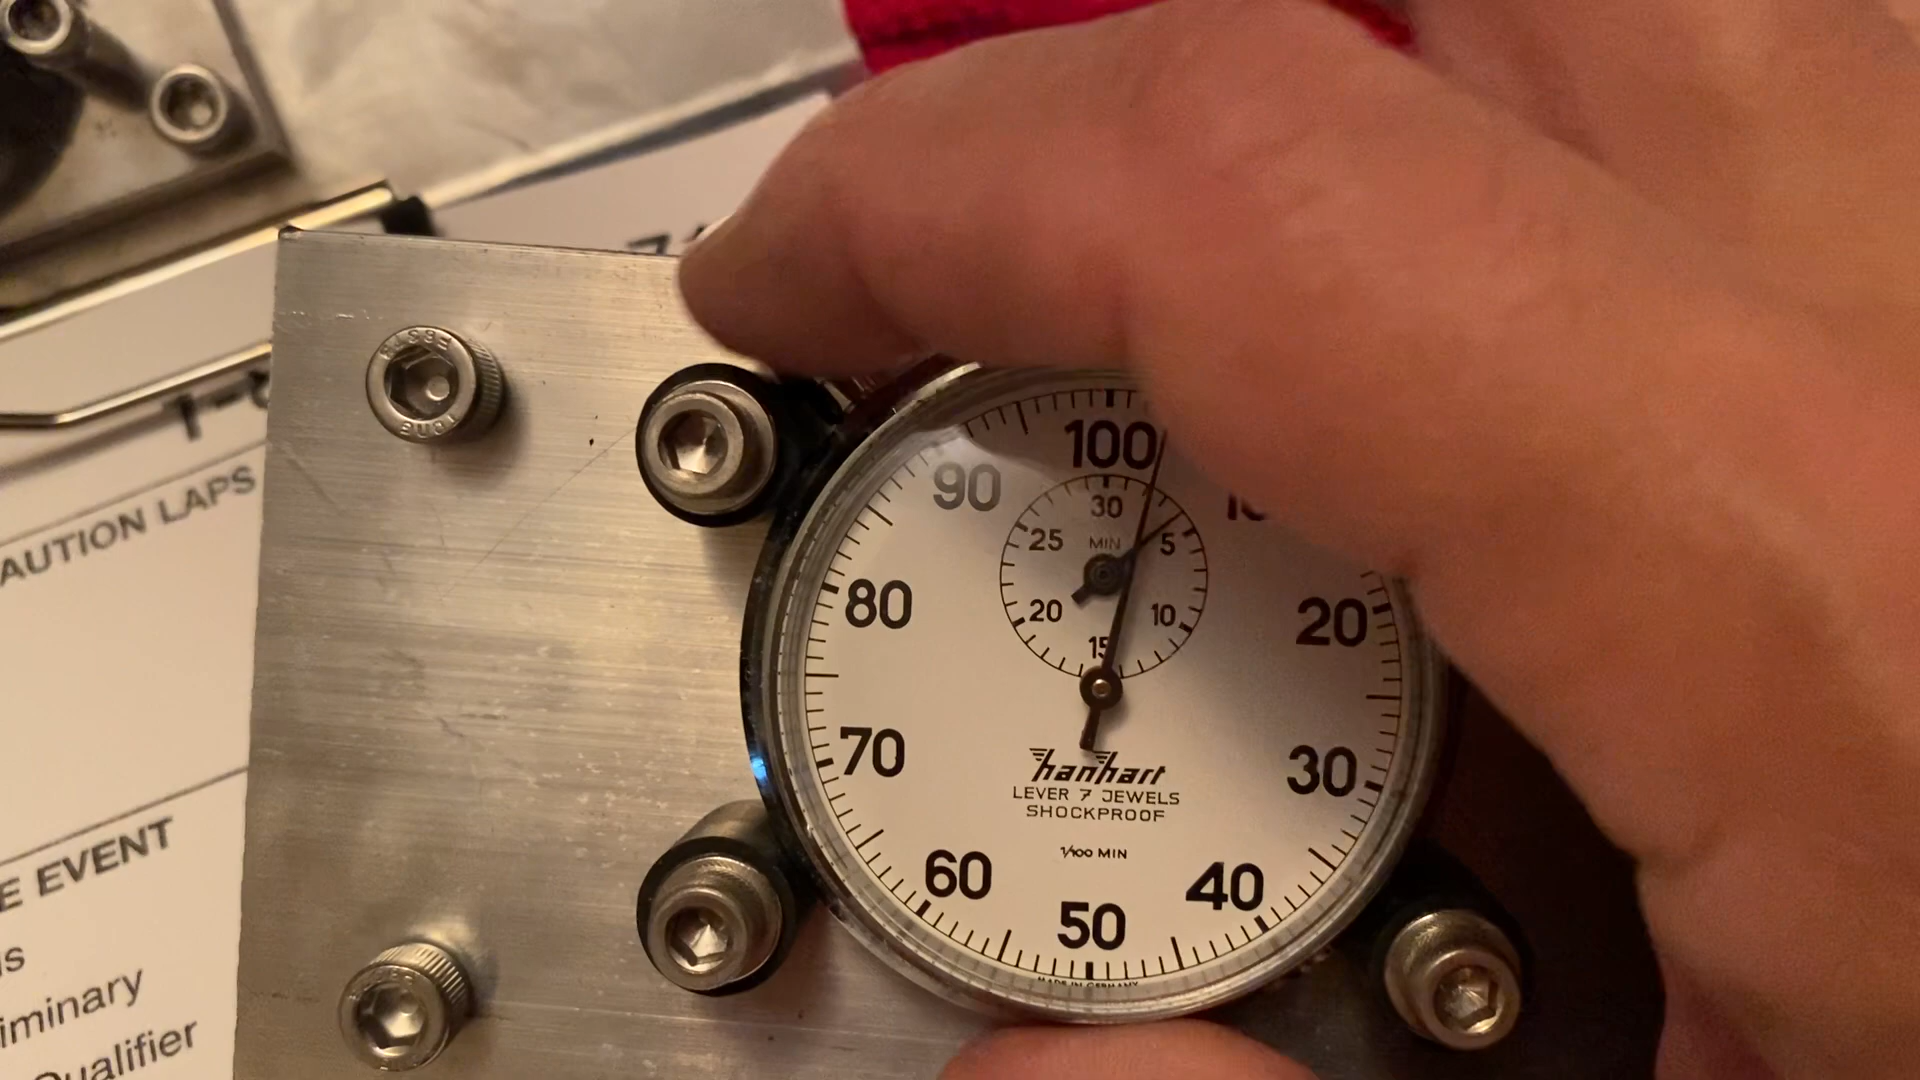 AUTION LAPS
E EVENT
iminary
Qualifier
100
90
80
20
70
30
60
40
50
30
25
MIN
5
20
10
15
hanhart
LEVER 7 JEWELS
SHOCKPROOF
1/100 MIN
MADE IN GERMANY